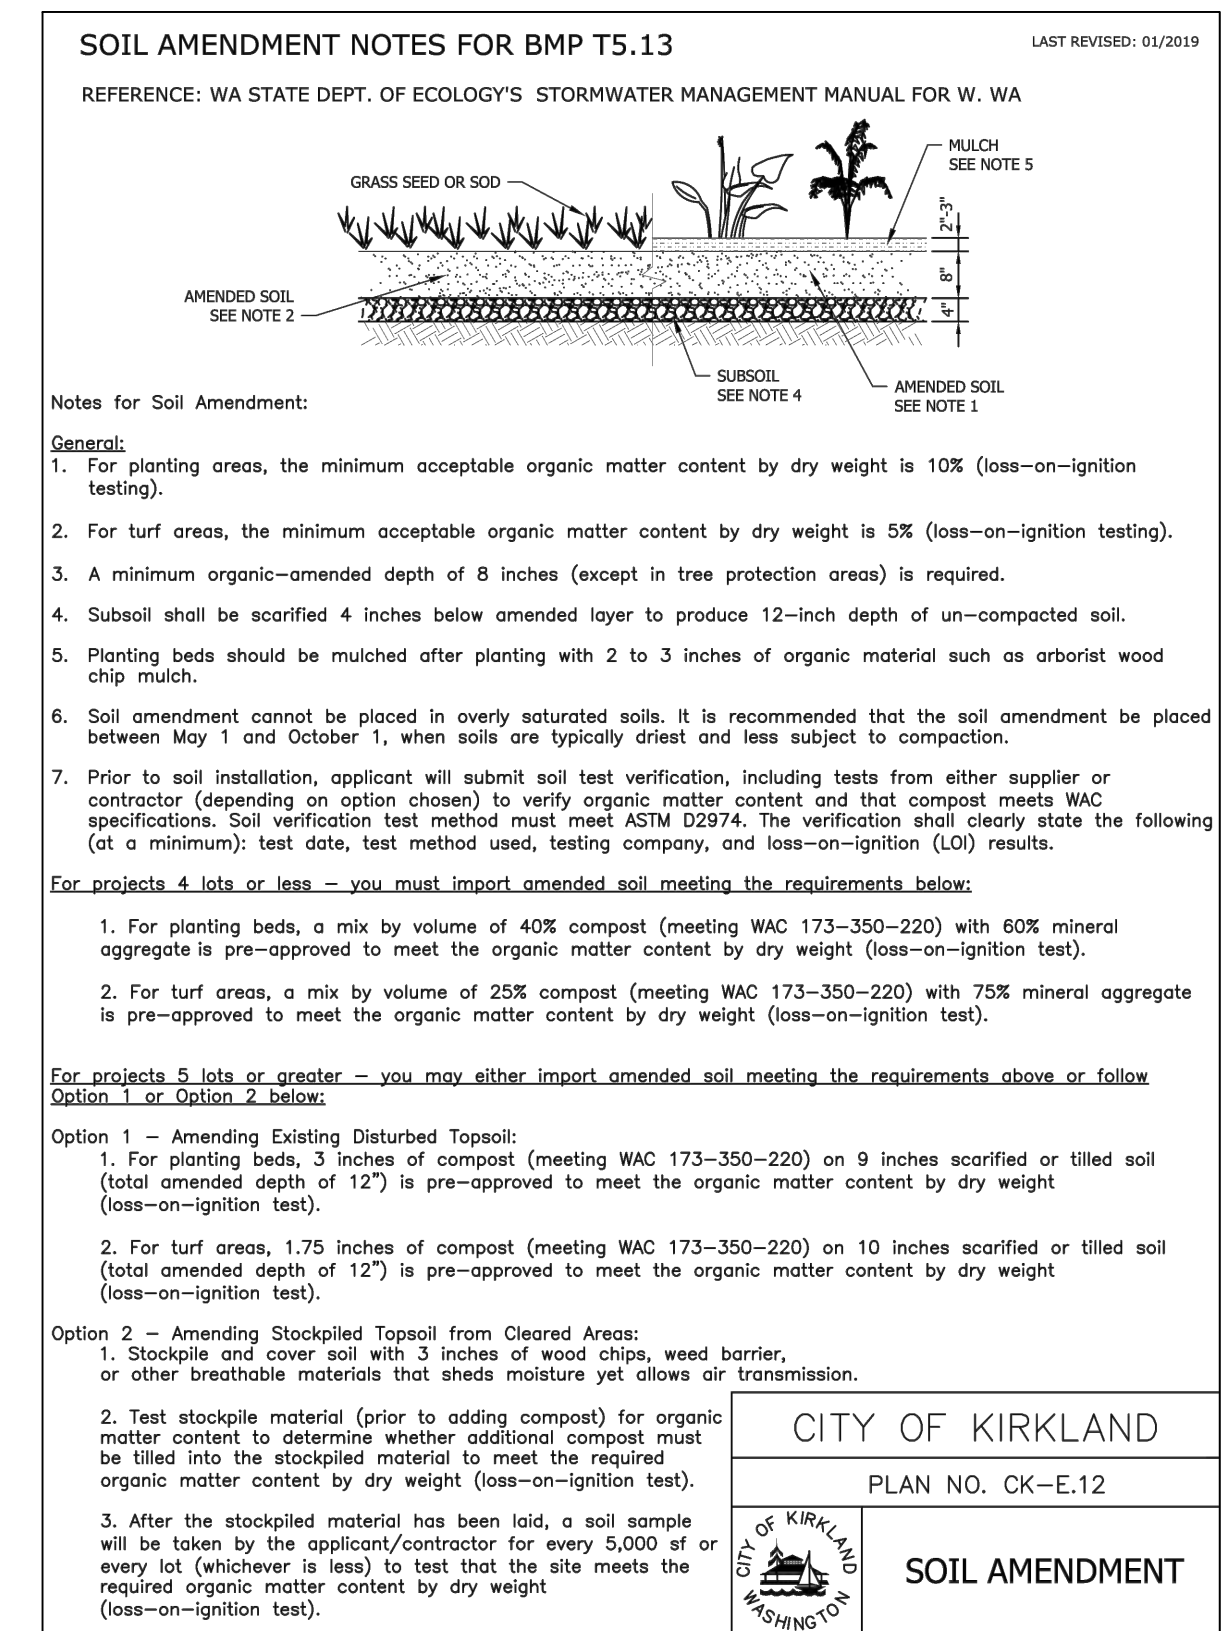 SOIL AMENDMENT NOTES FOR BMP T5.13
LAST REVISED: 01/2019
REFERENCE: WA STATE DEPT. OF ECOLOGY'S STORMWATER MANAGEMENT MANUAL FOR W. WA
MULCH
SEE NOTE 5
GRASS SEED OR SOD
2"-3"
8"
4"
AMENDED SOIL
SEE NOTE 2
SUBSOIL
SEE NOTE 4
AMENDED SOIL
SEE NOTE 1
Notes for Soil Amendment:
General:
1. For planting areas, the minimum acceptable organic matter content by dry weight is 10% (loss-on-ignition
testing).
2. For turf areas, the minimum acceptable organic matter content by dry weight is 5% (loss-on-ignition testing).
3. A minimum organic-amended depth of 8 inches (except in tree protection areas) is required.
4. Subsoil shall be scarified 4 inches below amended layer to produce 12-inch depth of un-compacted soil.
5. Planting beds should be mulched after planting with 2 to 3 inches of organic material such as arborist wood
chip mulch.
6. Soil amendment cannot be placed in overly saturated soils. It is recommended that the soil amendment be placed
between May 1 and October 1, when soils are typically driest and less subject to compaction.
7. Prior to soil installation, applicant will submit soil test verification, including tests from either supplier or
contractor (depending on option chosen) to verify organic matter content and that compost meets WAC
specifications. Soil verification test method must meet ASTM D2974. The verification shall clearly state the following
(at a minimum): test date, test method used, testing company, and loss-on-ignition (LOI) results.
For projects 4 lots or less - you must import amended soil meeting the requirements below:
1. For planting beds, a mix by volume of 40% compost (meeting WAC 173-350-220) with 60% mineral
aggregate is pre-approved to meet the organic matter content by dry weight (loss-on-ignition test).
2. For turf areas, a mix by volume of 25% compost (meeting WAC 173-350-220) with 75% mineral aggregate
is pre-approved to meet the organic matter content by dry weight (loss-on-ignition test).
For projects 5 lots or greater - you may either import amended soil meeting the requirements above or follow
Option 1 or Option 2 below:
Option 1 - Amending Existing Disturbed Topsoil:
1. For planting beds, 3 inches of compost (meeting WAC 173-350-220) on 9 inches scarified or tilled soil
(total amended depth of 12") is pre-approved to meet the organic matter content by dry weight
(loss-on-ignition test).
2. For turf areas, 1.75 inches of compost (meeting WAC 173-350-220) on 10 inches scarified or tilled soil
(total amended depth of 12") is pre-approved to meet the organic matter content by dry weight
(loss-on-ignition test).
Option 2 - Amending Stockpiled Topsoil from Cleared Areas:
1. Stockpile and cover soil with 3 inches of wood chips, weed barrier,
or other breathable materials that sheds moisture yet allows air transmission.
2. Test stockpile material (prior to adding compost) for organic
matter content to determine whether additional compost must
be tilled into the stockpiled material to meet the required
organic matter content by dry weight (loss-on-ignition test).
3. After the stockpiled material has been laid, a soil sample
will be taken by the applicant/contractor for every 5,000 sf or
every lot (whichever is less) to test that the site meets the
required organic matter content by dry weight
(loss-on-ignition test).
CITY OF KIRKLAND
PLAN NO. CK-E.12
CITY OF KIRKLAND
WASHINGTON
SOIL AMENDMENT